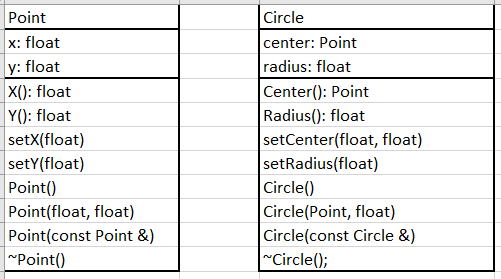 Point
x: float
y: float
X(): float
Y(): float
setX(float)
setY(float)
Point()
Point(float, float)
Point(const Point &)
~Point()
Circle
center: Point
radius: float
Center(): Point
Radius(): float
setCenter(float, float)
setRadius(float)
Circle()
Circle(Point, float)
Circle(const Circle &)
~Circle();